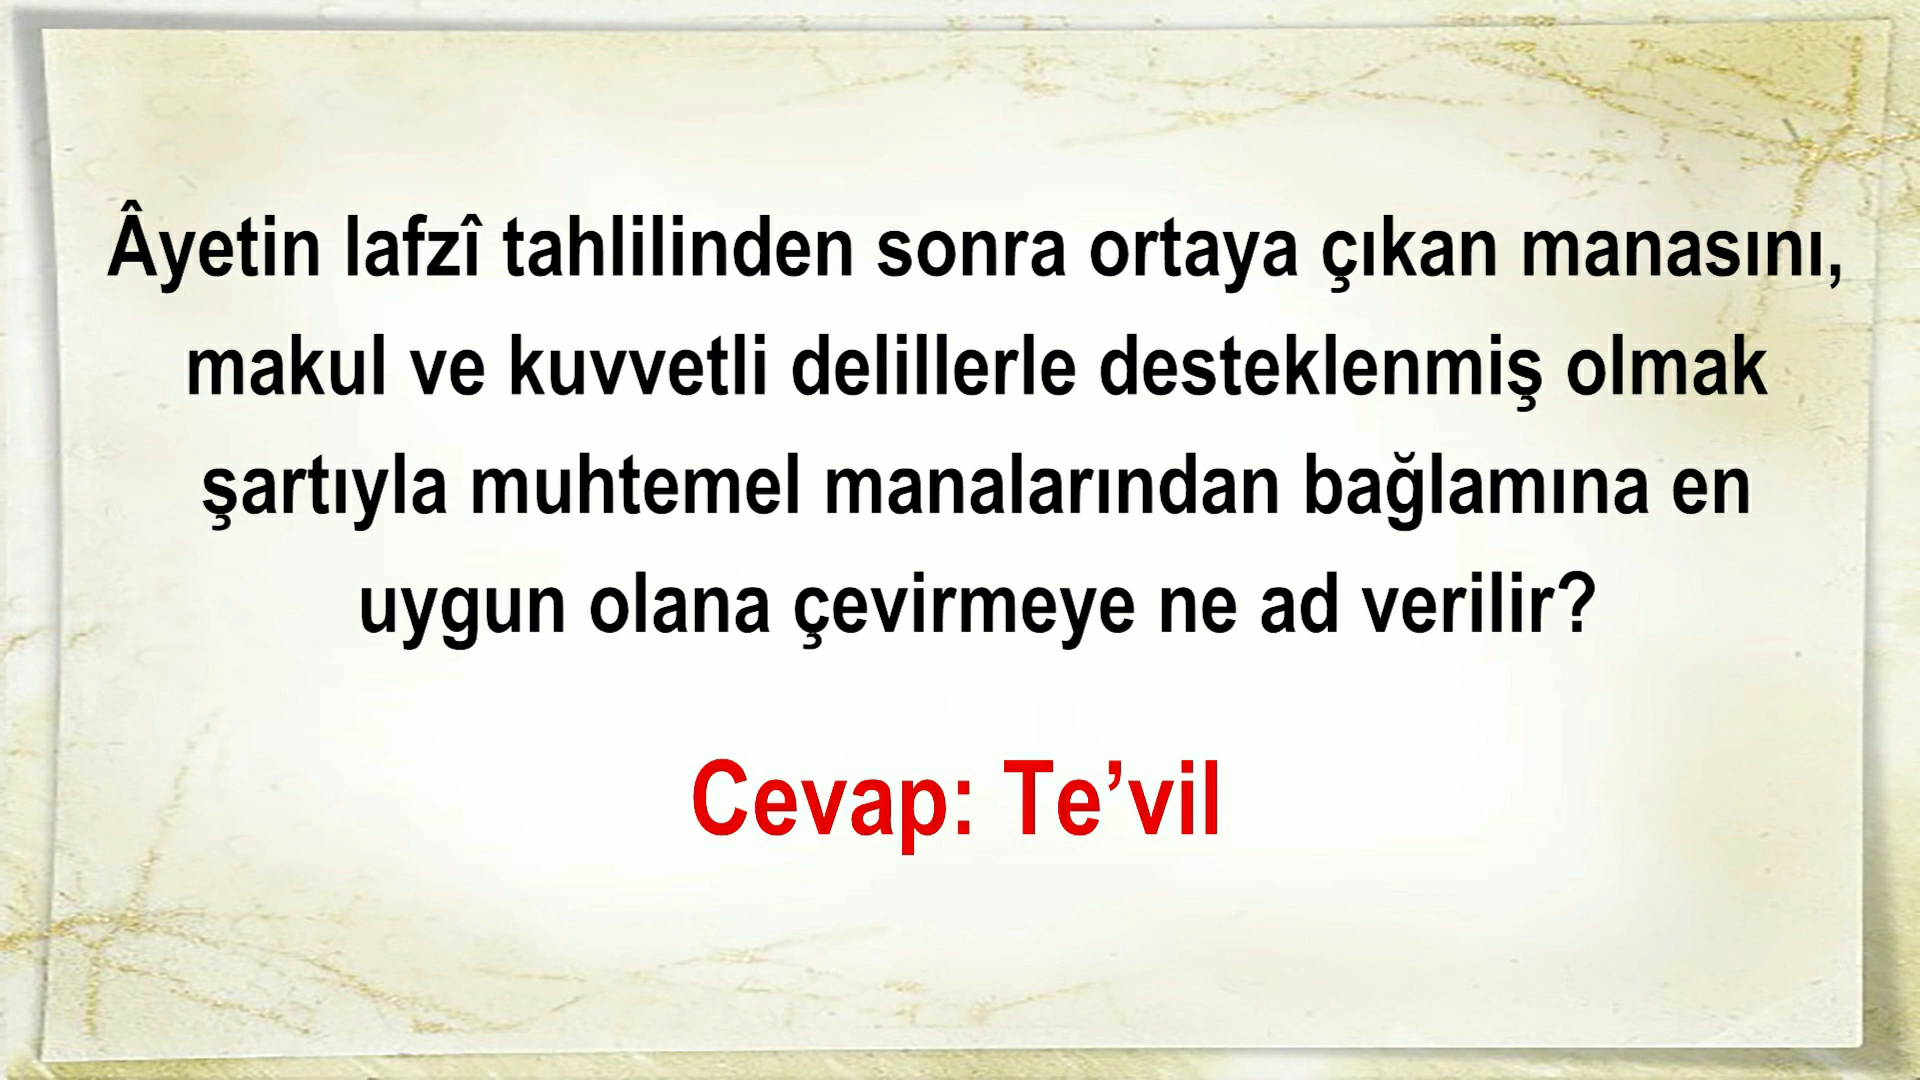 Âyetin lafzî tahlilinden sonra ortaya çıkan manasını,
makul ve kuvvetli delillerle desteklenmiş olmak
şartıyla muhtemel manalarından bağlamına en
uygun olana çevirmeye ne ad verilir?
Cevap: Te’vil